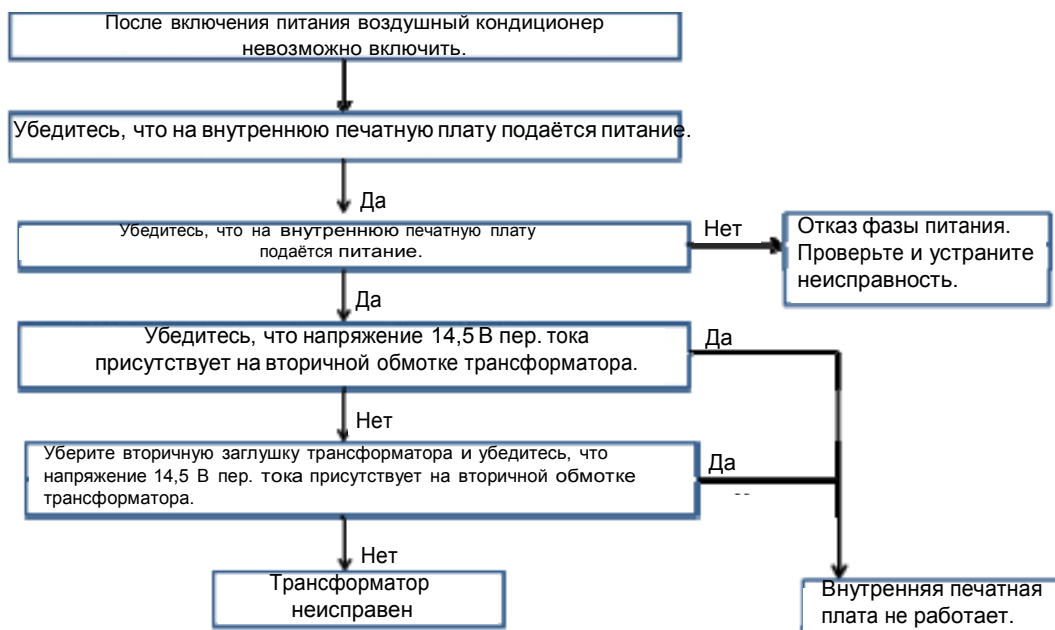 После включения питания воздушный кондиционер
невозможно включить.
Убедитесь, что на внутреннюю печатную плату подаётся питание.
Да
Убедитесь, что на внутреннюю печатную плату
подаётся питание.
Нет
Отказ фазы питания.
Проверьте и устраните
неисправность.
Да
Убедитесь, что напряжение 14,5 В пер. тока
присутствует на вторичной обмотке трансформатора.
Да
Нет
Уберите вторичную заглушку трансформатора и убедитесь, что
напряжение 14,5 В пер. тока присутствует на вторичной обмотке
трансформатора.
Да
Нет
Трансформатор
неисправен
Внутренняя печатная
плата не работает.